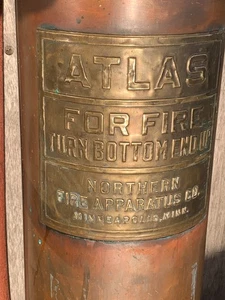 ATLAS
FOR FIRE
TURN BOTTOM END UP
NORTHERN
FIRE APPARATUS CO.
MINNEAPOLIS, MINN.